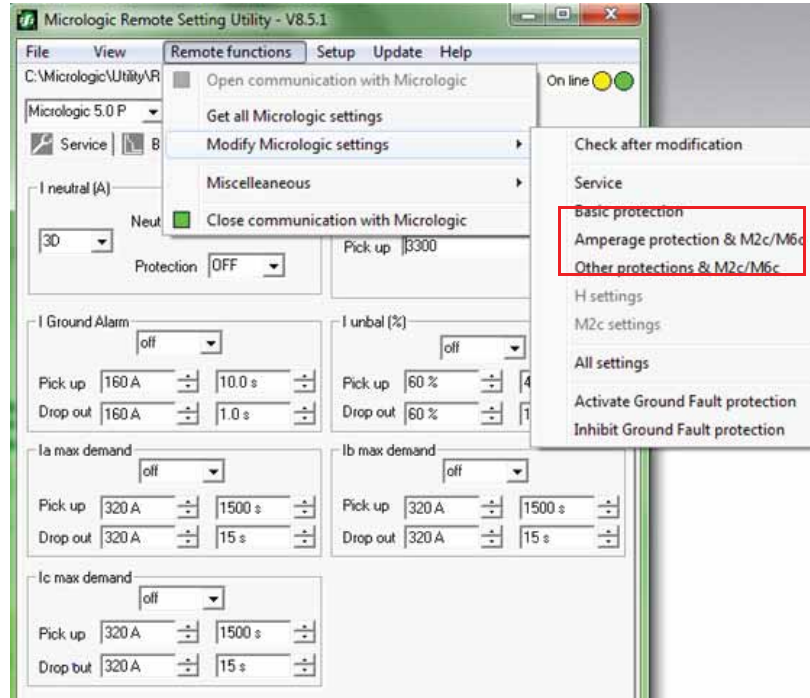 Micrologic Remote Setting Utility - V8.5.1
File View Remote functions Setup Update Help
C:\Micrologic\Utility\R
Open communication with Micrologic
On line
Micrologic 5.0 P
Get all Micrologic settings
Service B
Modify Micrologic settings
Check after modification
Miscelleaneous
Service
I neutral (A)
Basic protection
Neut
Close communication with Micrologic
Amperage protection & M2c/M6c
3D
Pick up 3300
Protection OFF
Other protections & M2c/M6c
H settings
M2c settings
All settings
Activate Ground Fault protection
Inhibit Ground Fault protection
I Ground Alarm
off
Pick up 160 A 10.0 s
Drop out 160 A 1.0 s
I unbal (%)
off
Pick up 60 % 4
Drop out 60 % 1
Ia max demand
off
Pick up 320 A 1500 s
Drop out 320 A 15 s
Ib max demand
off
Pick up 320 A 1500 s
Drop out 320 A 15 s
Ic max demand
off
Pick up 320 A 1500 s
Drop but 320 A 15 s